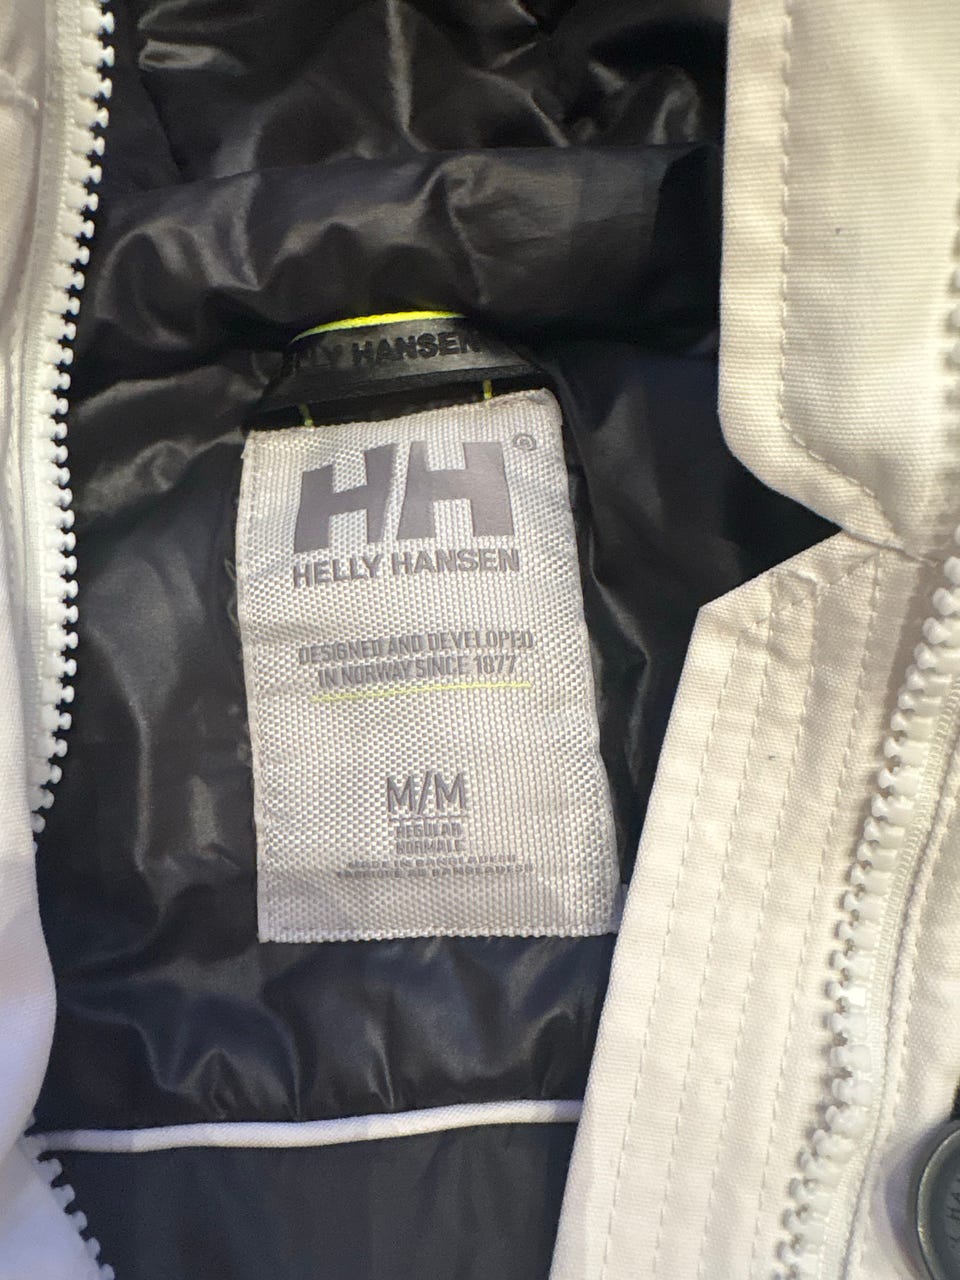 LLY HANSEN
HH®
HELLY HANSEN
DESIGNED AND DEVELOPED
IN NORWAY SINCE 1877
M/M
REGULAR
NORMALE
MADE IN BANGLADESH
FABRIQUÉ AU BANGLADESH